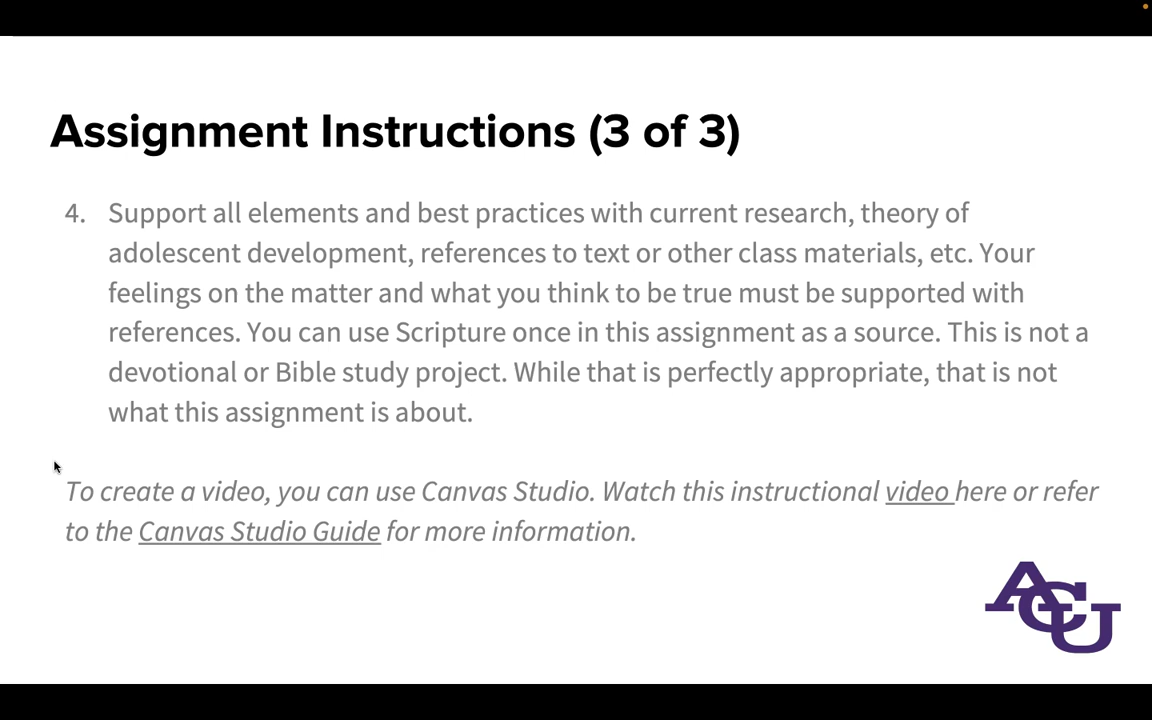 Assignment Instructions (3 of 3)
4. Support all elements and best practices with current research, theory of
adolescent development, references to text or other class materials, etc. Your
feelings on the matter and what you think to be true must be supported with
references. You can use Scripture once in this assignment as a source. This is not a
devotional or Bible study project. While that is perfectly appropriate, that is not
what this assignment is about.
To create a video, you can use Canvas Studio. Watch this instructional video here or refer
to the Canvas Studio Guide for more information.
ACU